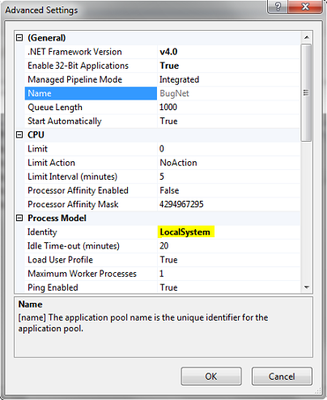 Advanced Settings
(General)
.NET Framework Version v4.0
Enable 32-Bit Applications True
Managed Pipeline Mode Integrated
Name BugNet
Queue Length 1000
Start Automatically True
CPU
Limit 0
Limit Action NoAction
Limit Interval (minutes) 5
Processor Affinity Enabled False
Processor Affinity Mask 4294967295
Process Model
Identity LocalSystem
Idle Time-out (minutes) 20
Load User Profile True
Maximum Worker Processes 1
Ping Enabled True
Name
[name] The application pool name is the unique identifier for the
application pool.
OK Cancel